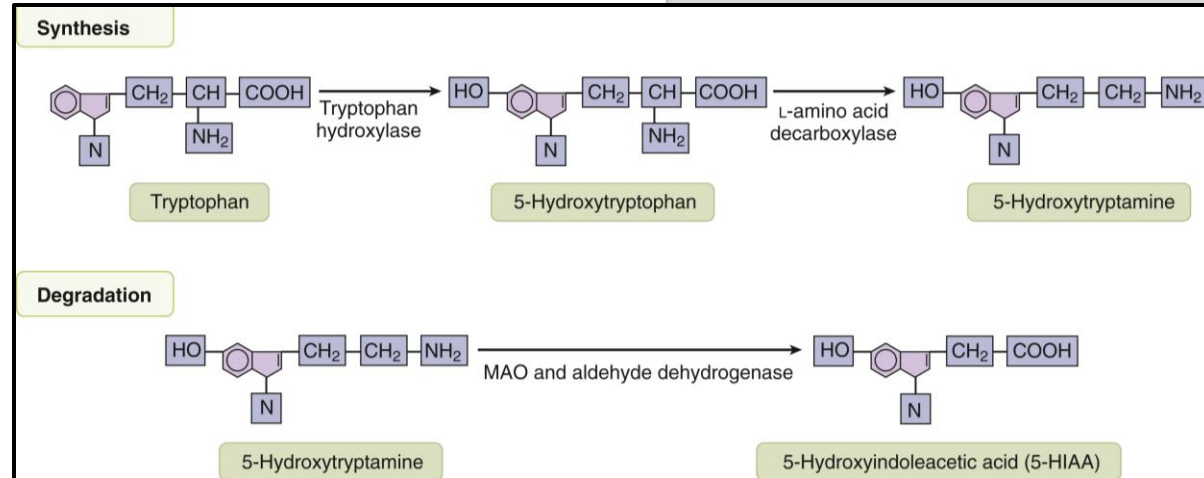 Synthesis
CH₂ CH COOH
NH₂
N
Tryptophan
hydroxylase
HO CH₂ CH COOH
NH₂
N
L-amino acid
decarboxylase
HO CH₂ CH₂ NH₂
N
Tryptophan
5-Hydroxytryptophan
5-Hydroxytryptamine
Degradation
HO CH₂ CH₂ NH₂
N
MAO and aldehyde dehydrogenase
HO CH₂ COOH
N
5-Hydroxytryptamine
5-Hydroxyindoleacetic acid (5-HIAA)